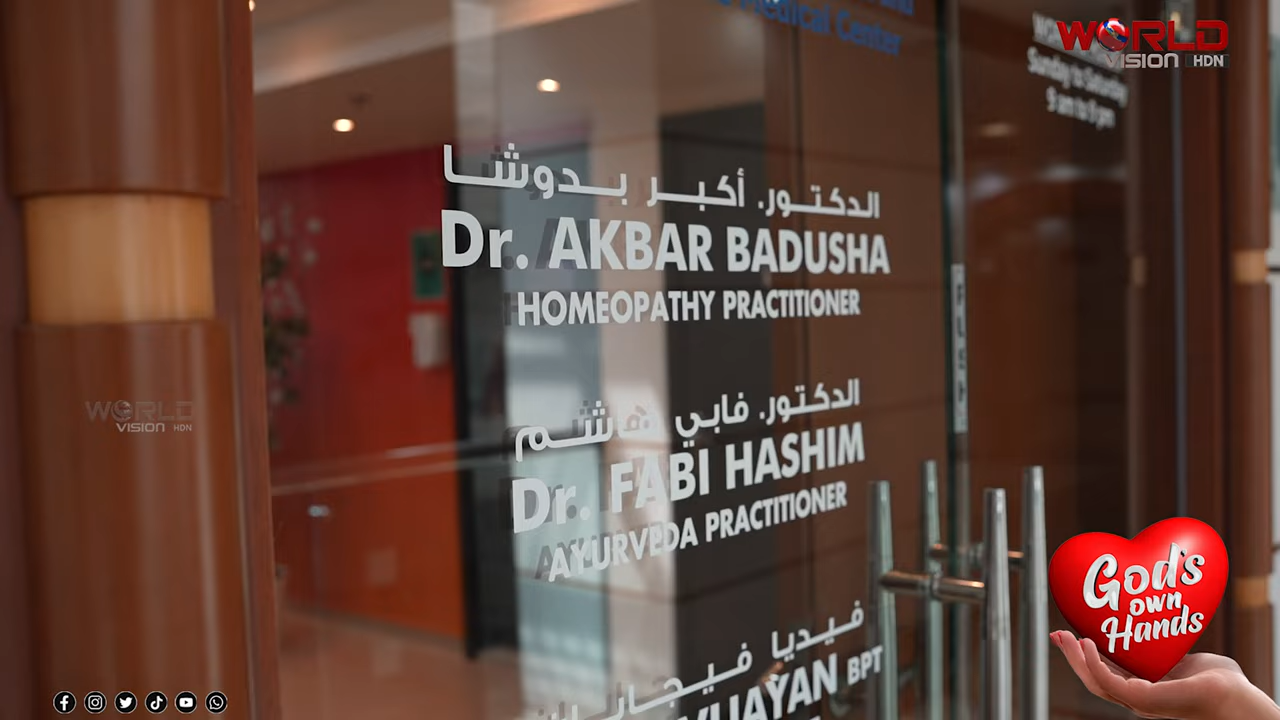 Medical Center
WORLD
VISION HDN
Sunday to Saturday
9 am to 9 pm
الدكتور. أكبر بدوشا
Dr. AKBAR BADUSHA
HOMEOPATHY PRACTITIONER
الدكتور. فابي هاشم
Dr. FABI HASHIM
AYURVEDA PRACTITIONER
فيديا فيجايان
VIJAYAN BPT
WORLD
VISION HDN
God's
own
Hands